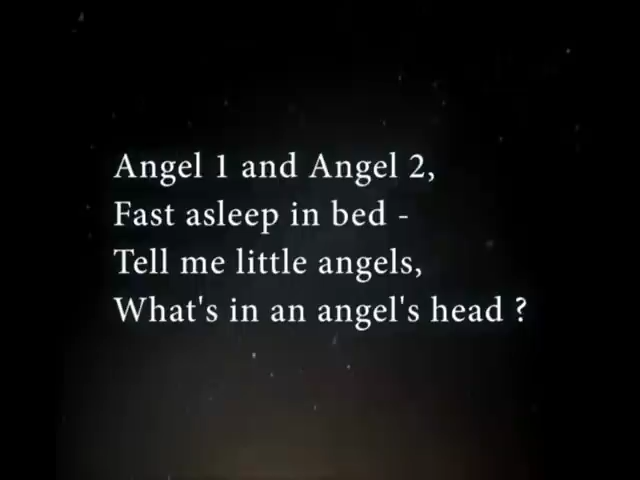 Angel 1 and Angel 2,
Fast asleep in bed -
Tell me little angels,
What's in an angel's head ?